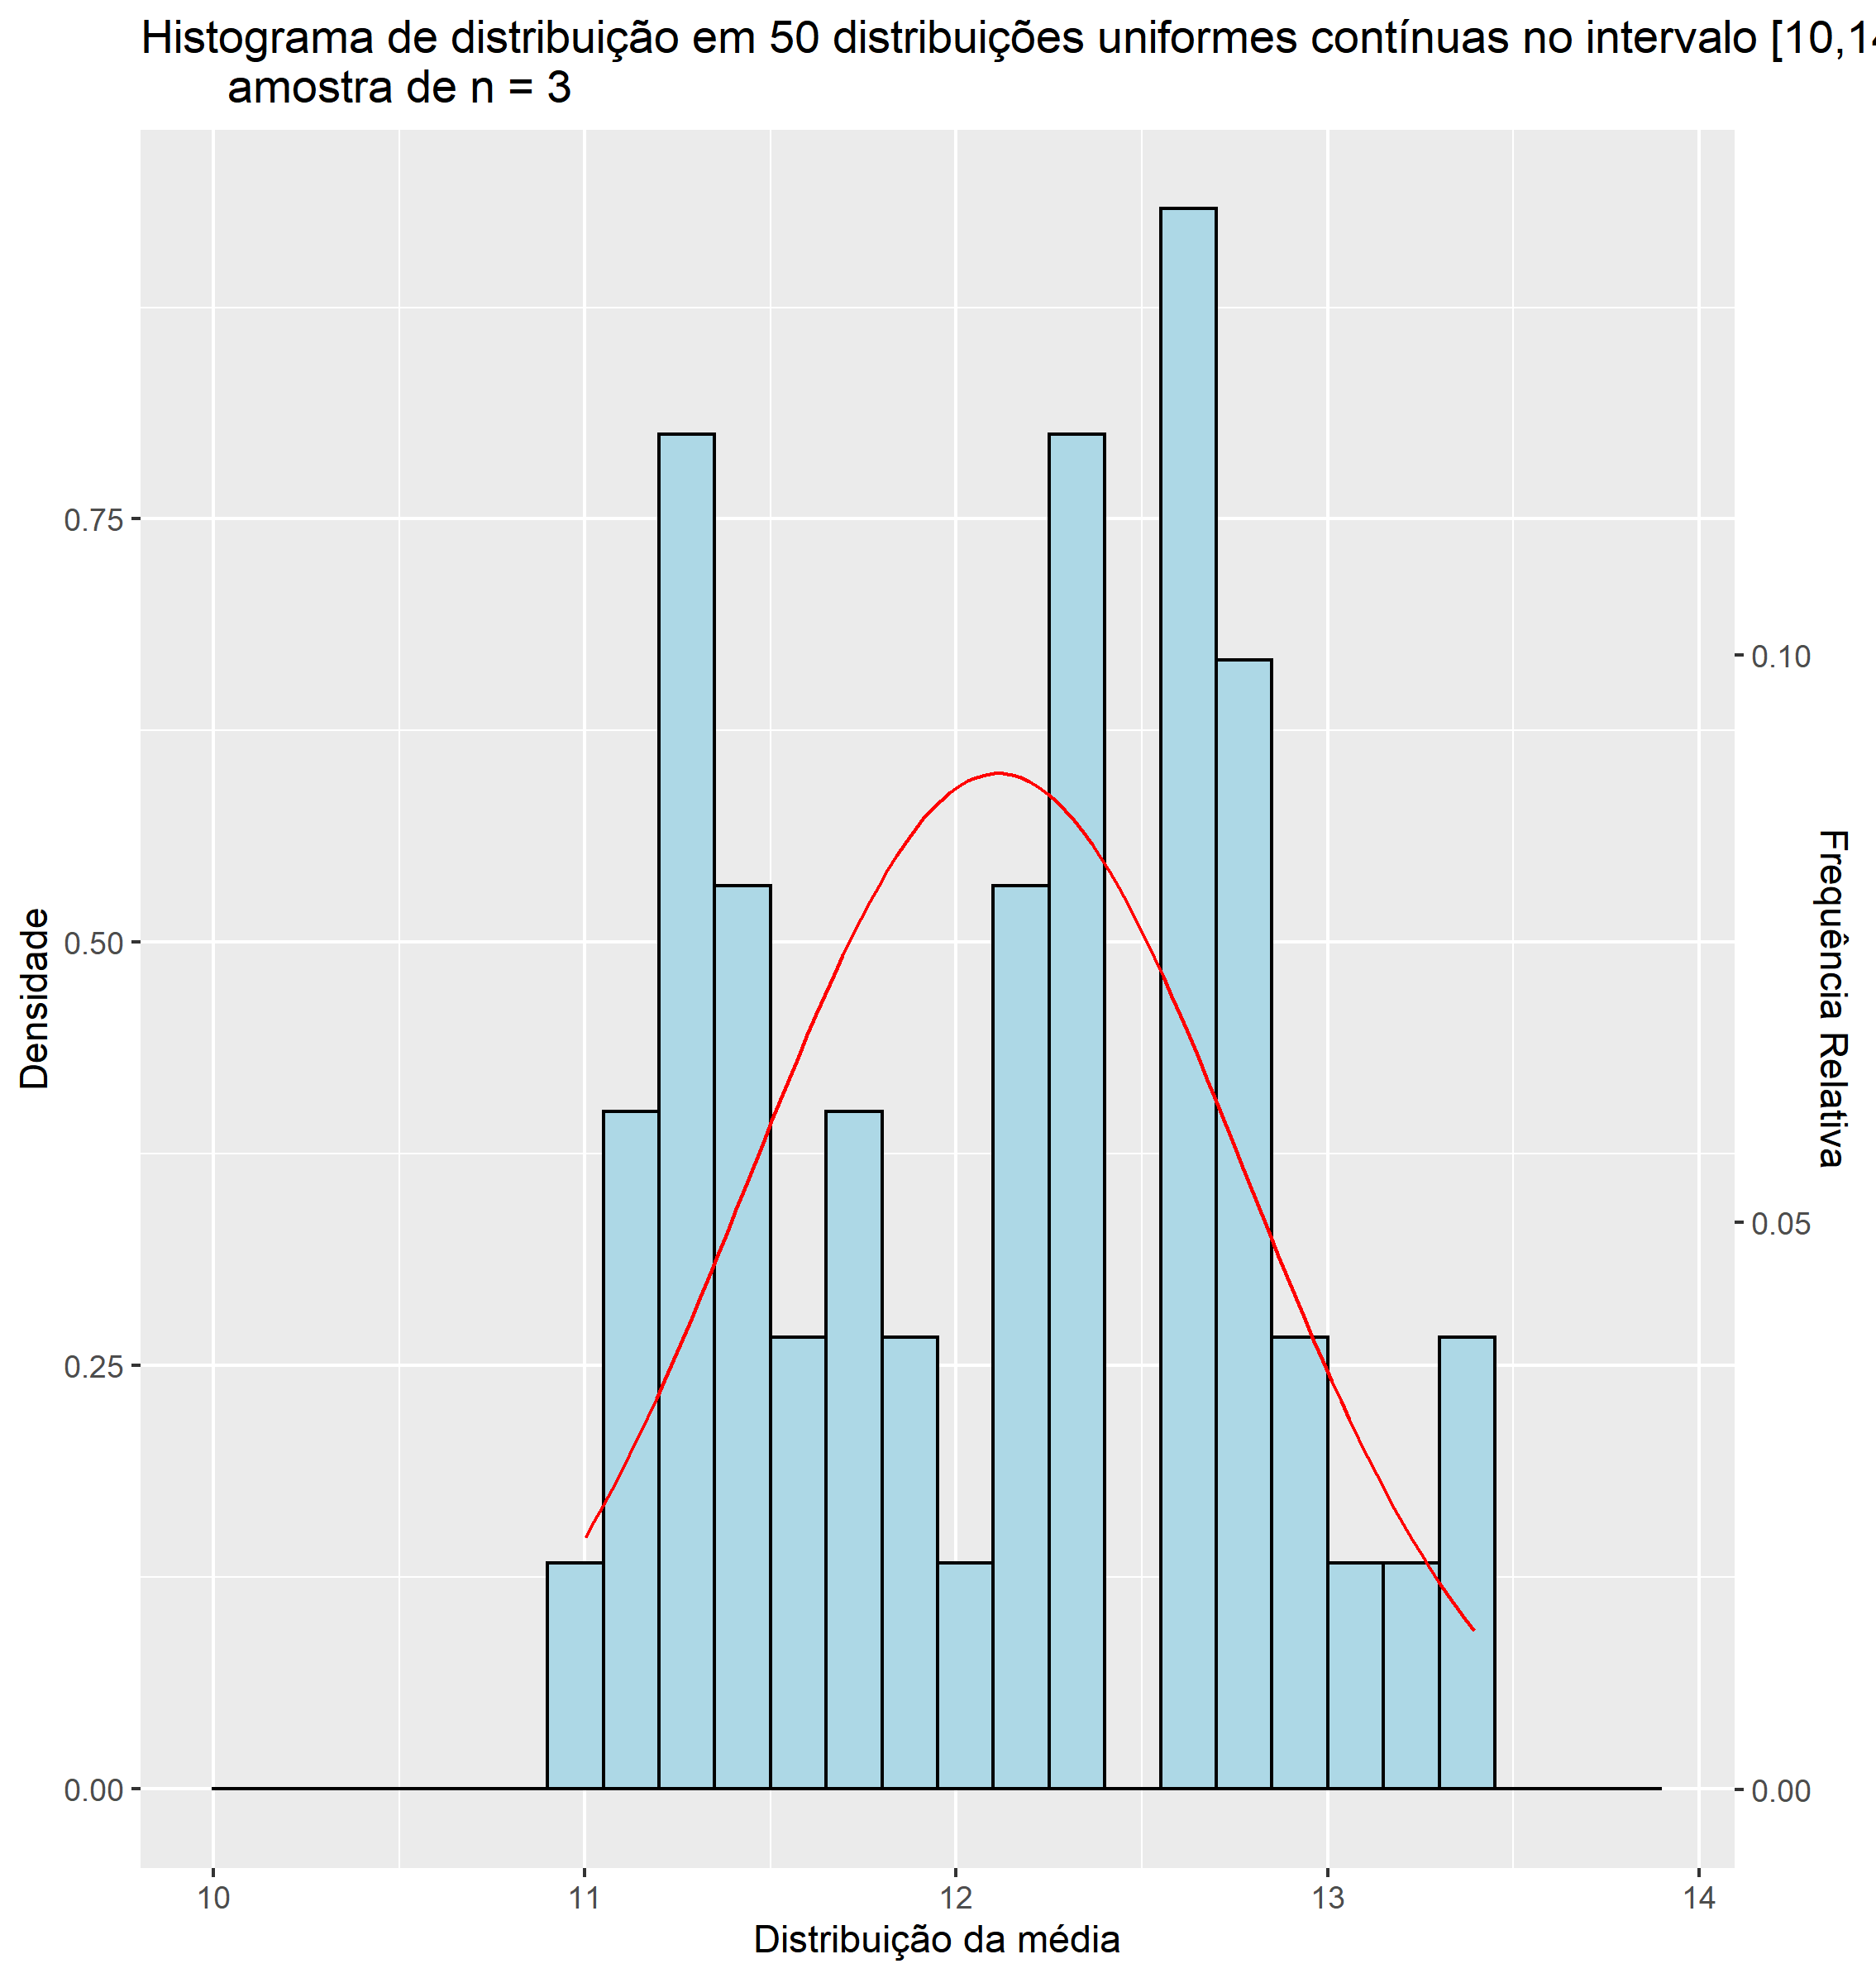 Histograma de distribuição em 50 distribuições uniformes contínuas no intervalo [10,14
amostra de n = 3
0.75
0.50
0.25
0.00
Densidade
0.10
0.05
0.00
Frequência Relativa
10 11 12 13 14
Distribuição da média